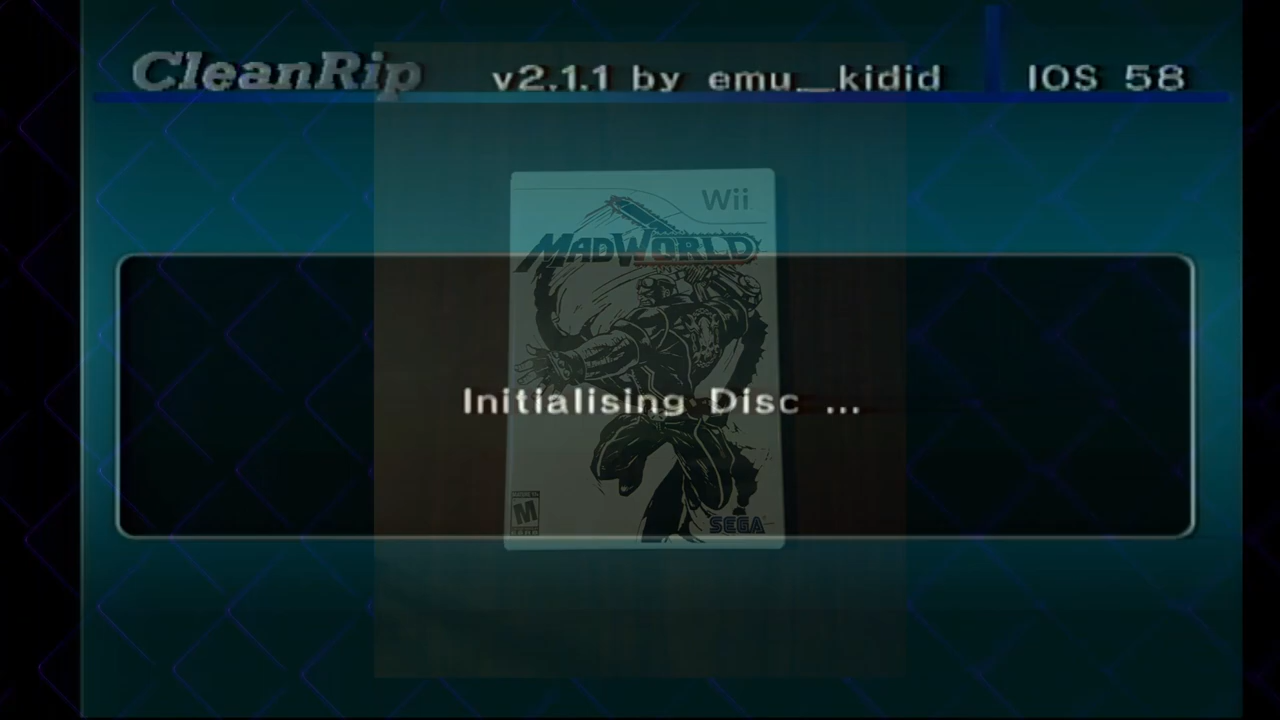 CleanRip v2.1.1 by emu_kidid IOS 58
Wii
MADWORLD
Initialising Disc ...
M
SEGA